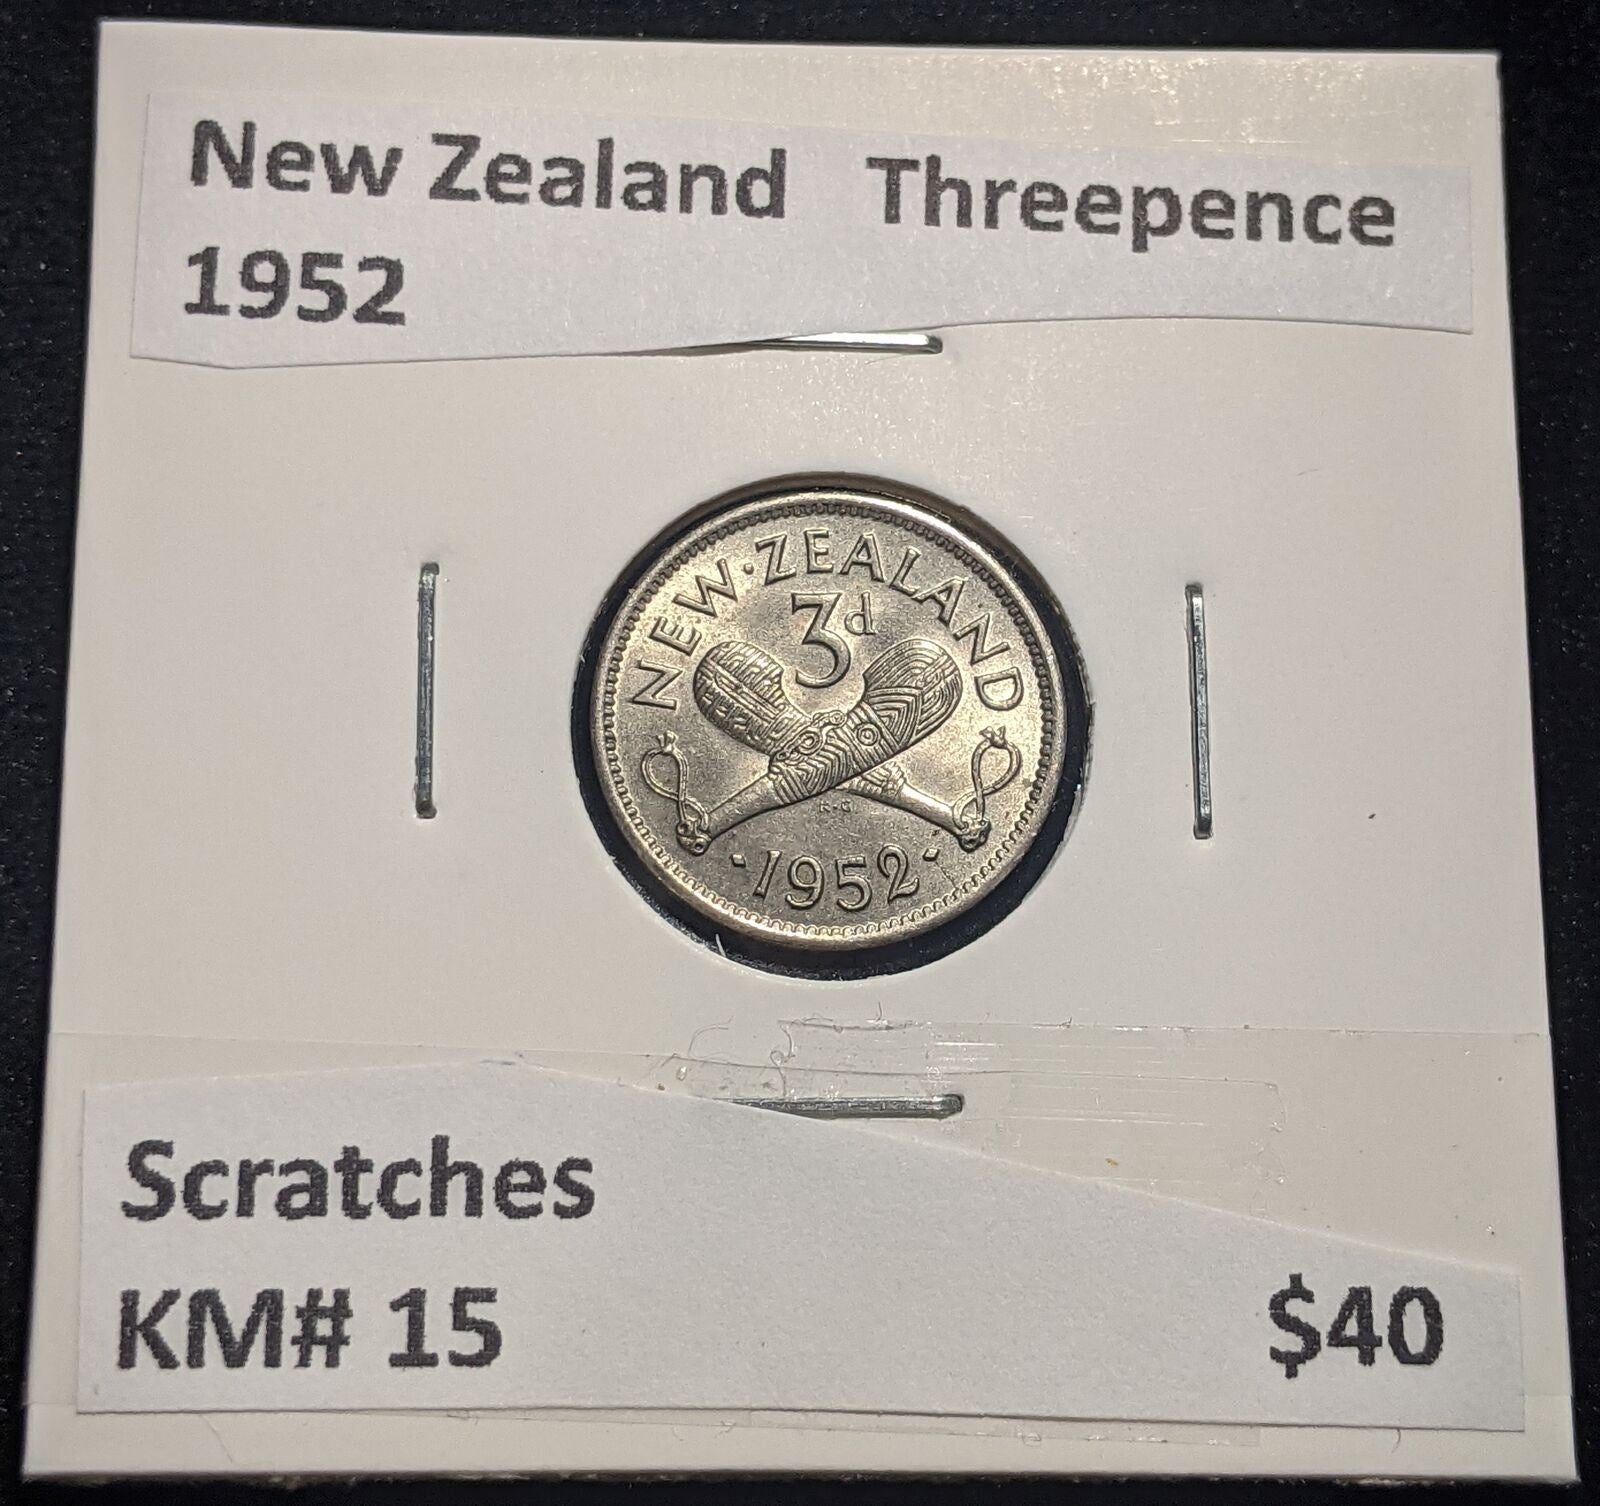 New Zealand Threepence
1952
NEW·ZEALAND
3d
K·G
·1952·
Scratches
KM# 15 $40